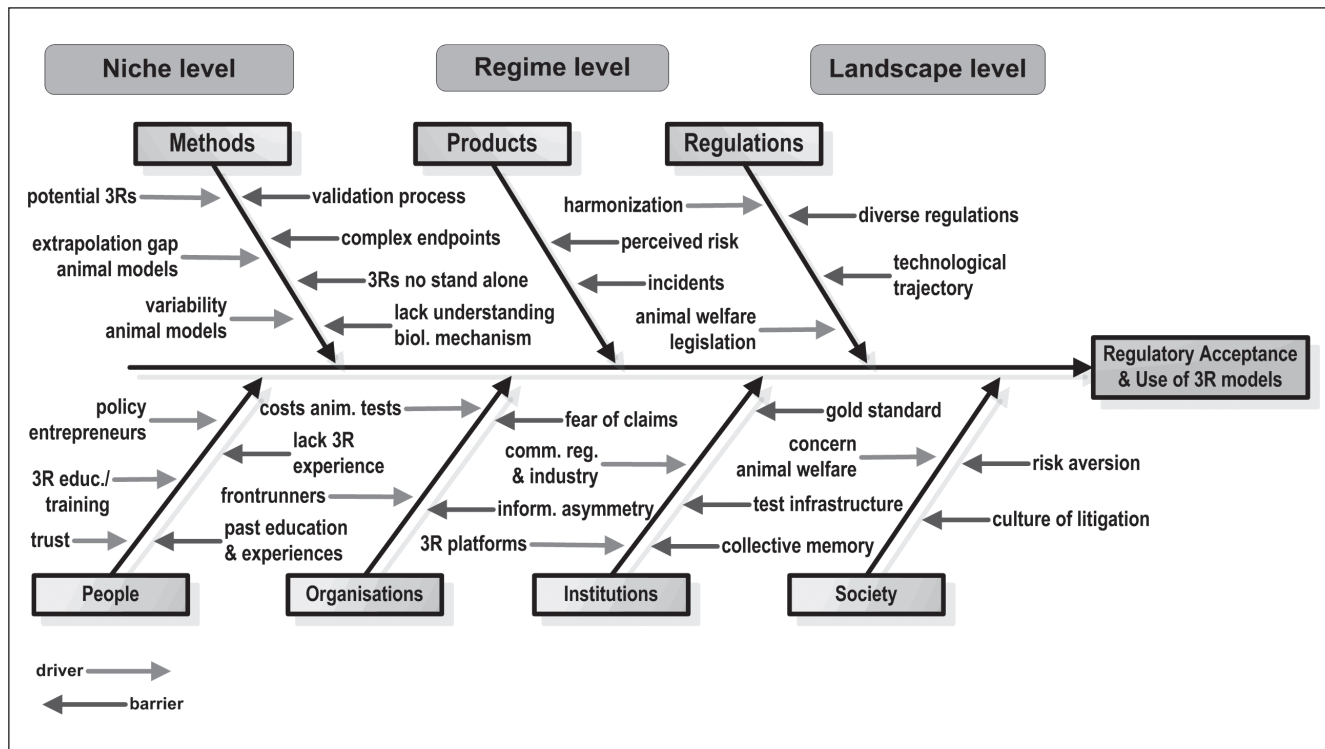 Niche level
Regime level
Landscape level
Methods
Products
Regulations
potential 3Rs
validation process
extrapolation gap
animal models
complex endpoints
3Rs no stand alone
variability
animal models
lack understanding
biol. mechanism
perceived risk
incidents
harmonization
diverse regulations
technological
trajectory
animal welfare
legislation
Regulatory Acceptance
& Use of 3R models
policy
entrepreneurs
lack 3R
experience
3R educ./
training
trust
past education
& experiences
costs anim. tests
fear of claims
frontrunners
inform. asymmetry
gold standard
comm. reg.
& industry
test infrastructure
3R platforms
collective memory
concern
animal welfare
risk aversion
culture of litigation
People
Organisations
Institutions
Society
driver
barrier